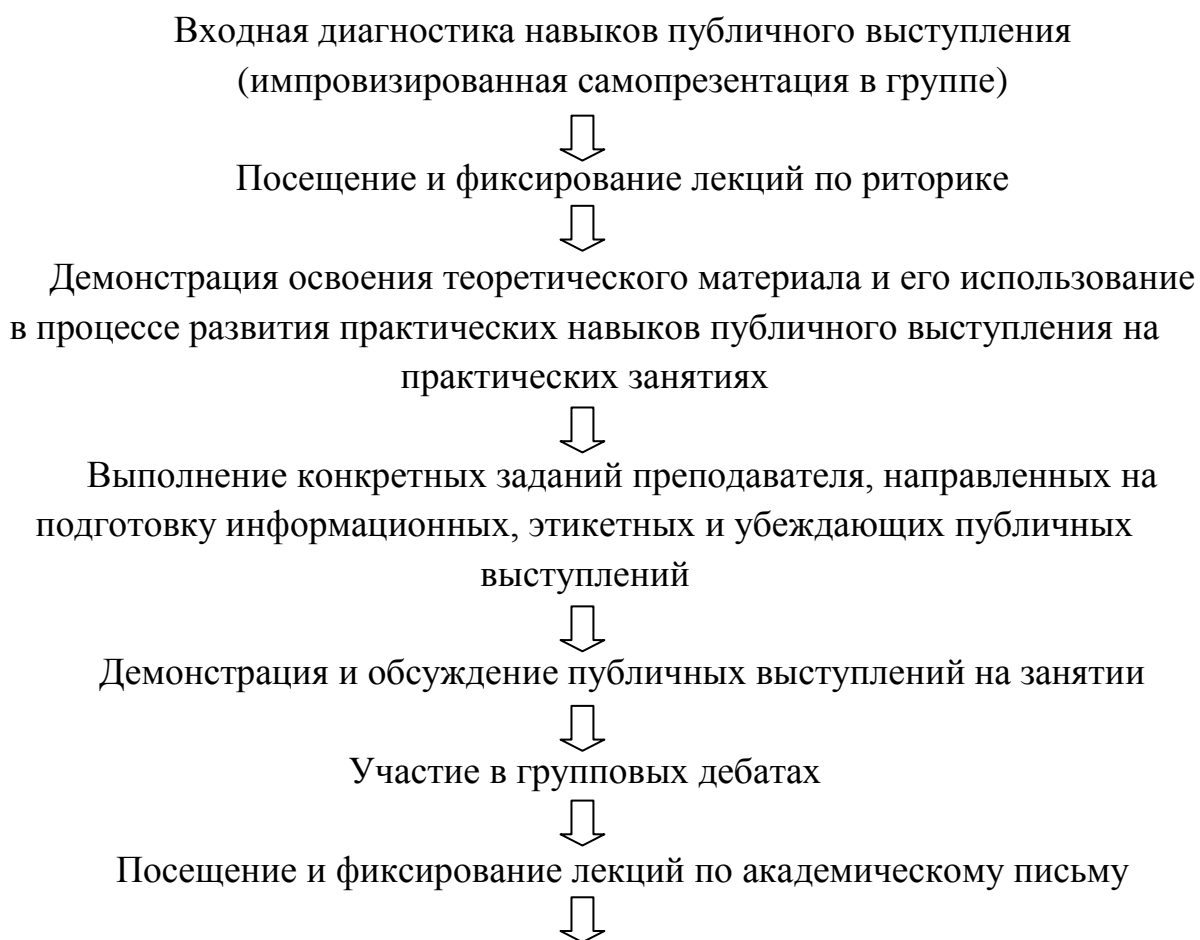 Входная диагностика навыков публичного выступления
(импровизированная самопрезентация в группе)
Посещение и фиксирование лекций по риторике
Демонстрация освоения теоретического материала и его использование
в процессе развития практических навыков публичного выступления на
практических занятиях
Выполнение конкретных заданий преподавателя, направленных на
подготовку информационных, этикетных и убеждающих публичных
выступлений
Демонстрация и обсуждение публичных выступлений на занятии
Участие в групповых дебатах
Посещение и фиксирование лекций по академическому письму